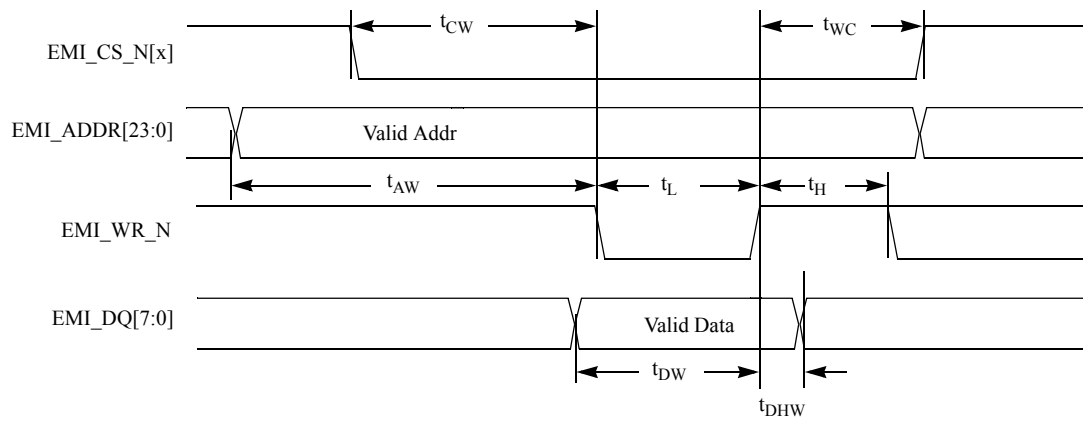 t_CW t_WC
EMI_CS_N[x]
EMI_ADDR[23:0] Valid Addr
t_AW t_L t_H
EMI_WR_N
EMI_DQ[7:0] Valid Data
t_DW
t_DHW